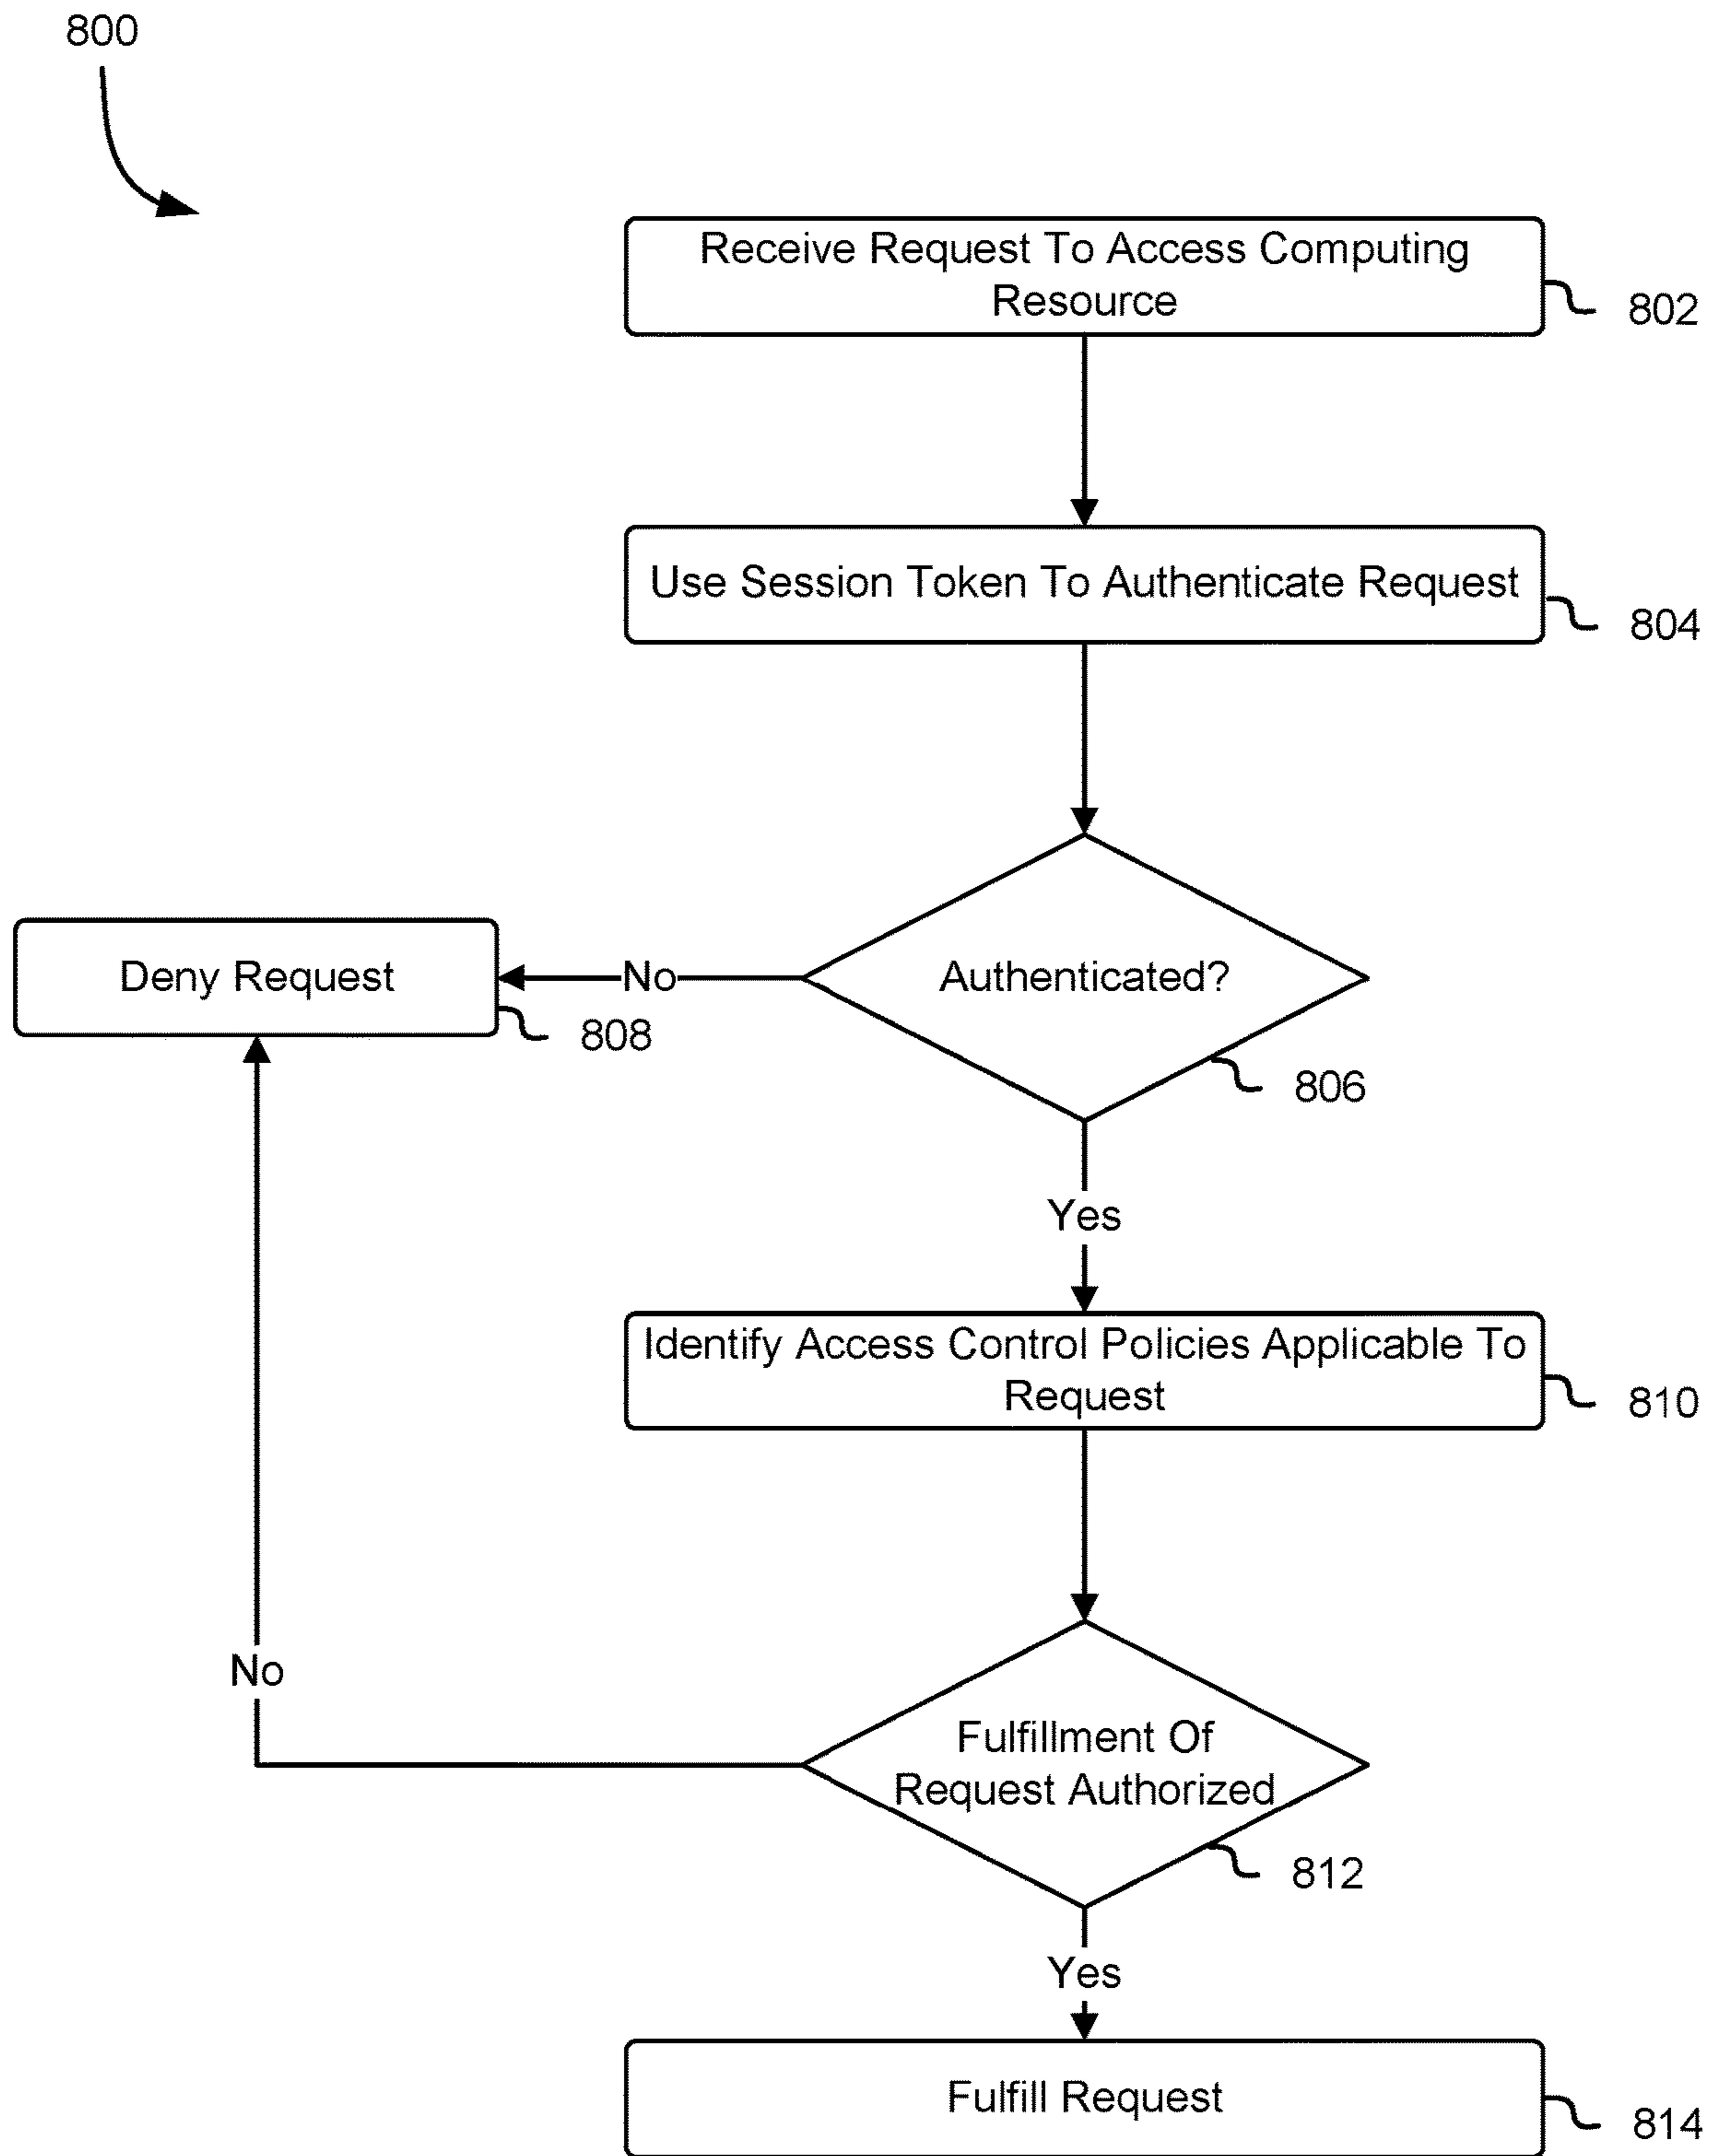 800
Receive Request To Access Computing
Resource
802
Use Session Token To Authenticate Request
804
Authenticated?
806
No
Deny Request
808
Yes
Identify Access Control Policies Applicable To
Request
810
Fulfillment Of
Request Authorized
812
No
Yes
Fulfill Request
814